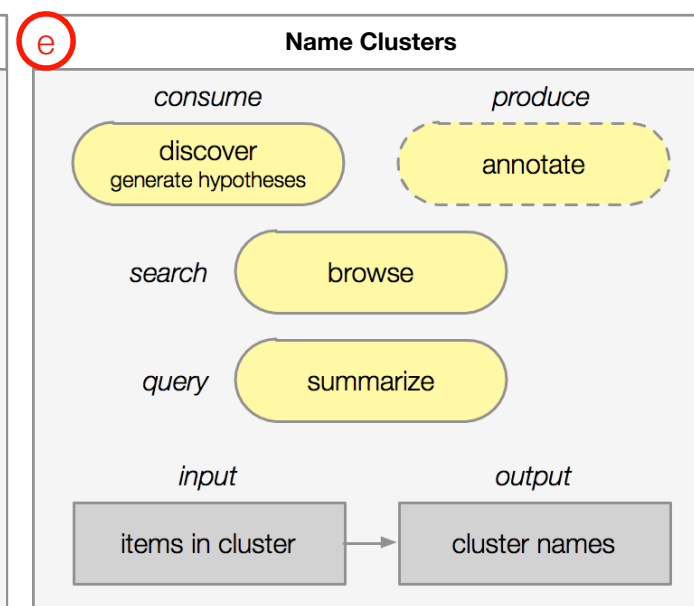 e
Name Clusters
consume
produce
discover
generate hypotheses
annotate
search
browse
query
summarize
input
output
items in cluster
cluster names